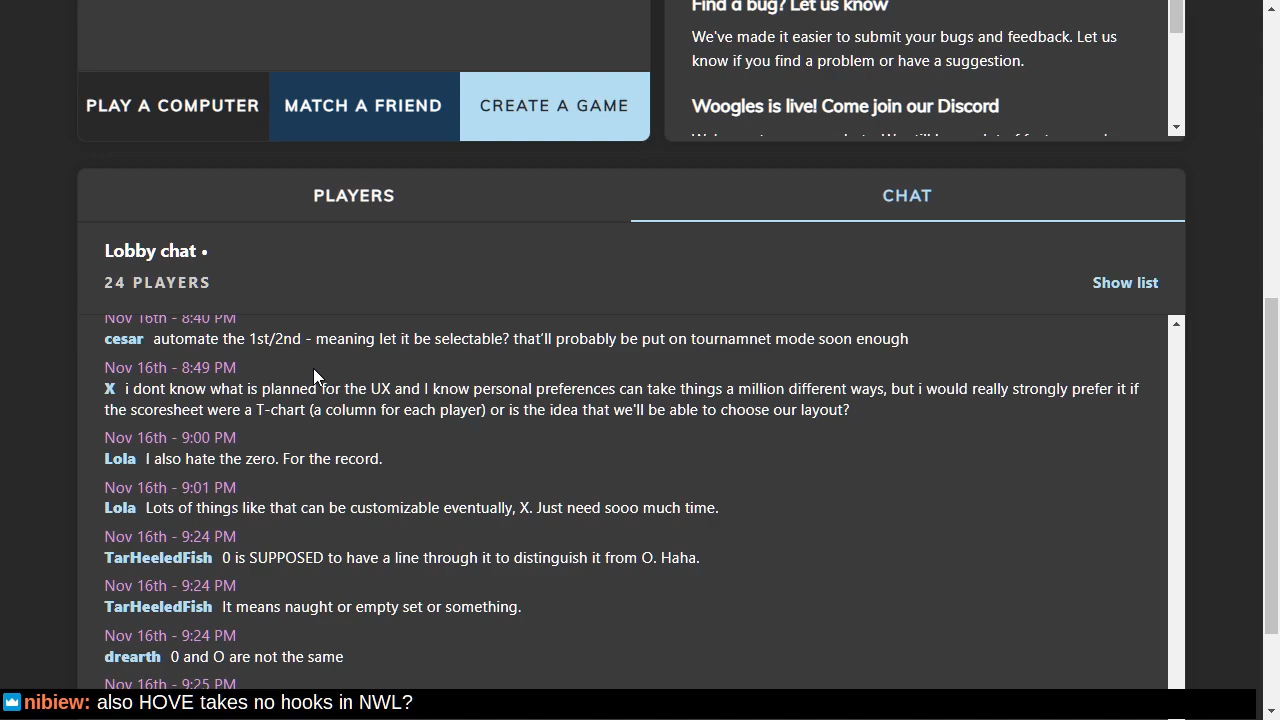 Find a bug? Let us know
We've made it easier to submit your bugs and feedback. Let us
know if you find a problem or have a suggestion.
Woogles is live! Come join our Discord
PLAY A COMPUTER
MATCH A FRIEND
CREATE A GAME
PLAYERS
CHAT
Lobby chat •
24 PLAYERS
Show list
Nov 16th - 8:40 PM
cesar automate the 1st/2nd - meaning let it be selectable? that'll probably be put on tournamnet mode soon enough
Nov 16th - 8:49 PM
X i dont know what is planned for the UX and I know personal preferences can take things a million different ways, but i would really strongly prefer it if
the scoresheet were a T-chart (a column for each player) or is the idea that we'll be able to choose our layout?
Nov 16th - 9:00 PM
Lola I also hate the zero. For the record.
Nov 16th - 9:01 PM
Lola Lots of things like that can be customizable eventually, X. Just need sooo much time.
Nov 16th - 9:24 PM
TarHeeledFish 0 is SUPPOSED to have a line through it to distinguish it from O. Haha.
Nov 16th - 9:24 PM
TarHeeledFish It means naught or empty set or something.
Nov 16th - 9:24 PM
drearth 0 and O are not the same
Nov 16th - 9:25 PM
nibiew: also HOVE takes no hooks in NWL?